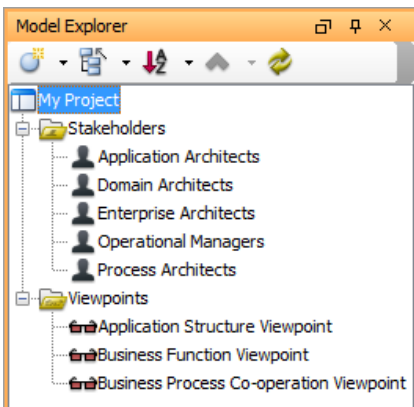 Model Explorer
My Project
Stakeholders
Application Architects
Domain Architects
Enterprise Architects
Operational Managers
Process Architects
Viewpoints
Application Structure Viewpoint
Business Function Viewpoint
Business Process Co-operation Viewpoint